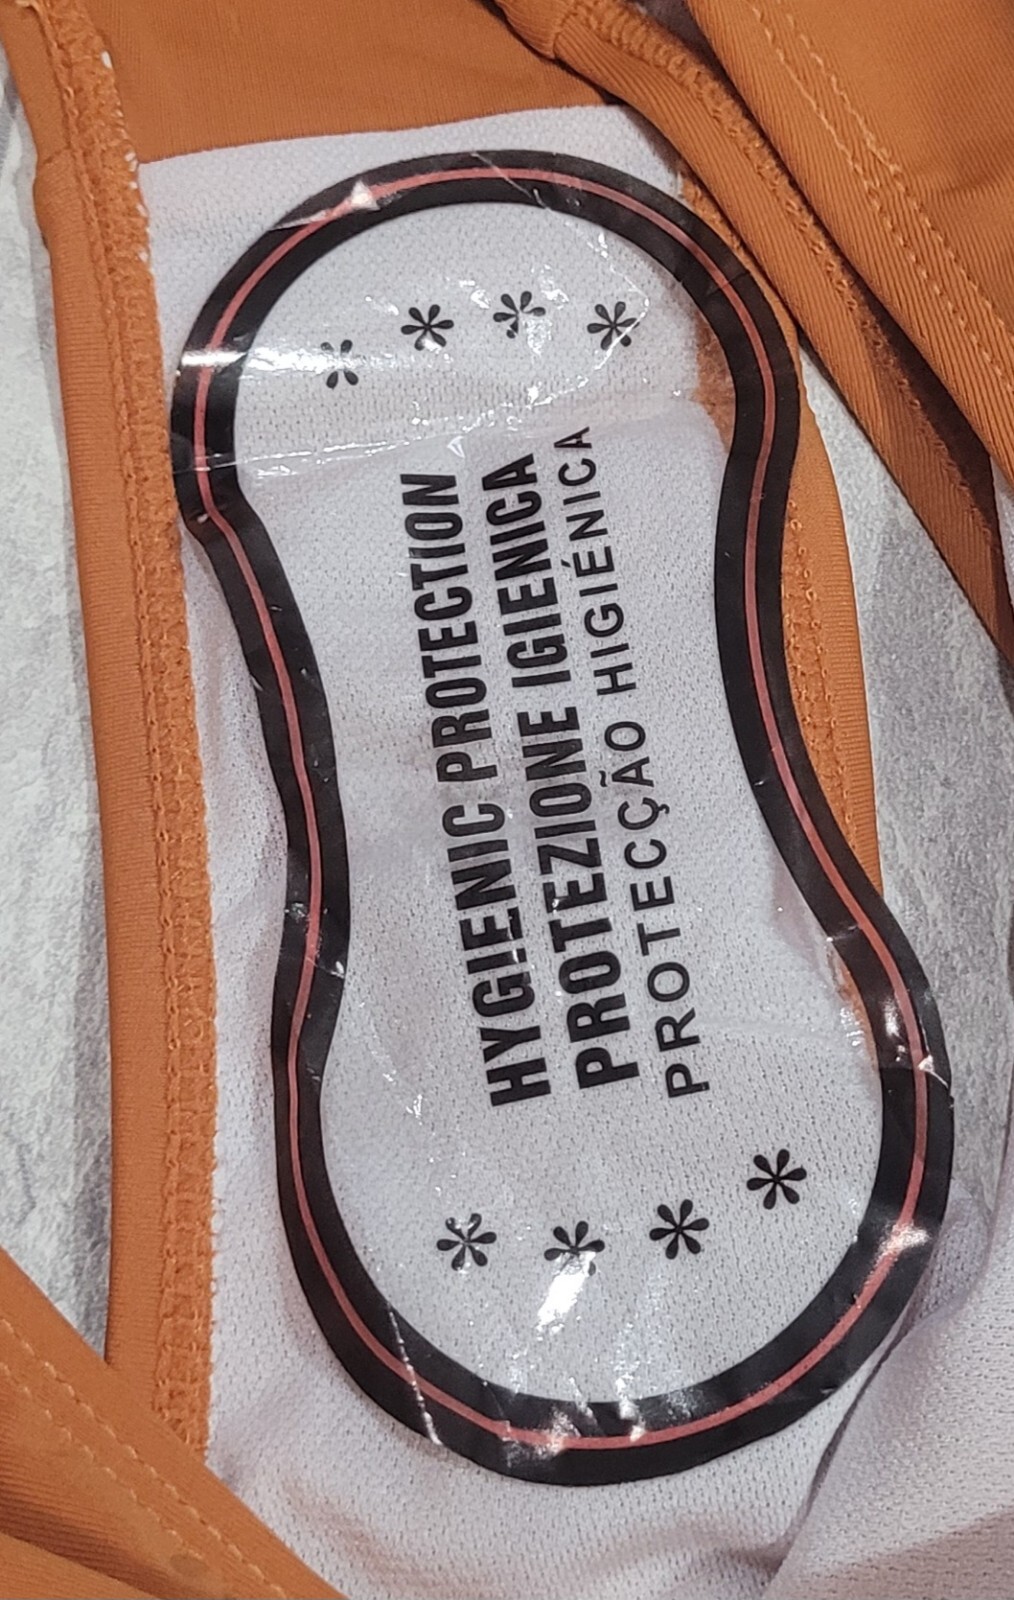 HYGIENIC PROTECTION
PROTEZIONE IGIENICA
PROTECÇÃO HIGIÉNICA